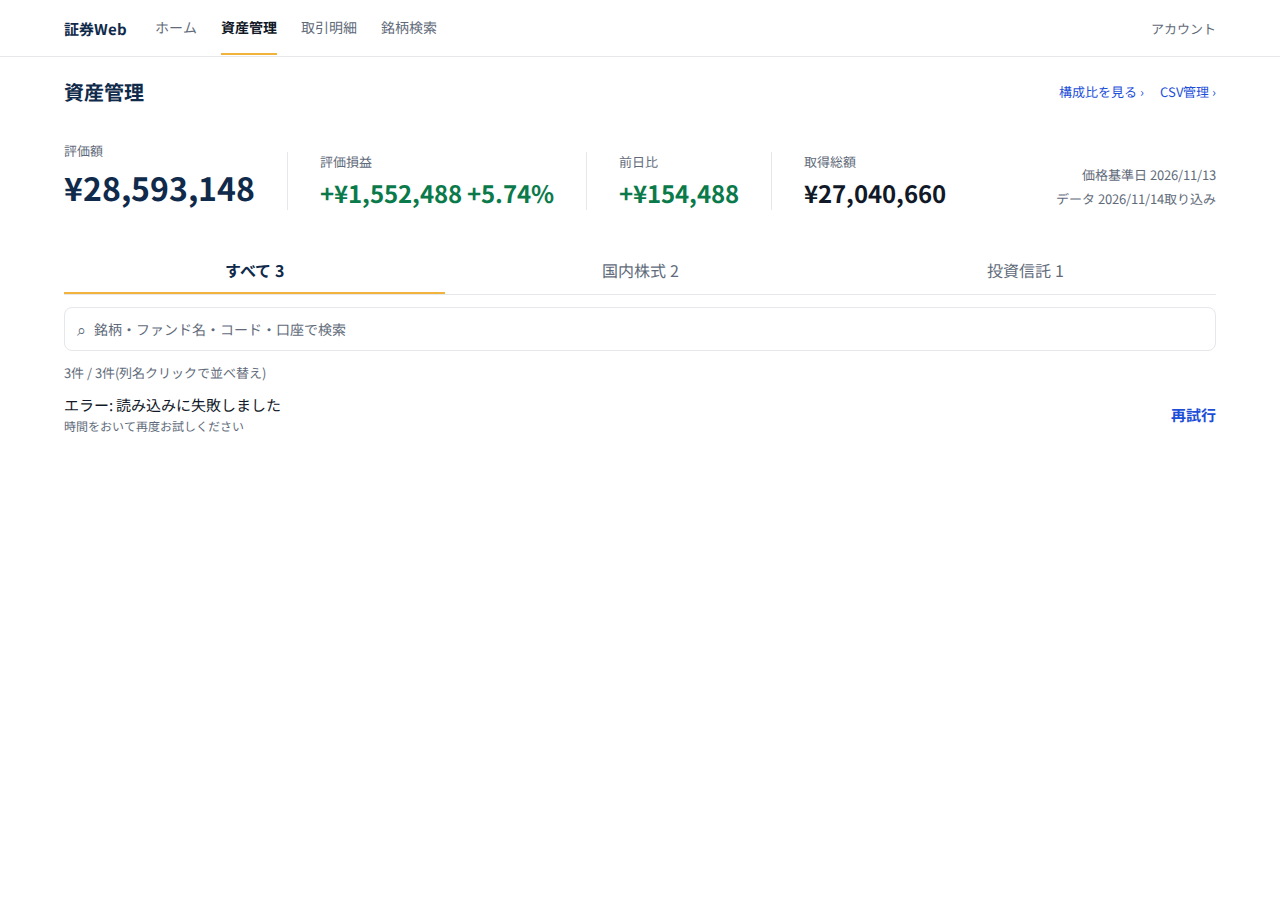 証券Web ホーム 資産管理 取引明細 銘柄検索 アカウント
資産管理 構成比を見る › CSV管理 ›
評価額
¥28,593,148
評価損益
+¥1,552,488 +5.74%
前日比
+¥154,488
取得総額
¥27,040,660
価格基準日 2026/11/13
データ 2026/11/14取り込み
すべて 3 国内株式 2 投資信託 1
⌕ 銘柄・ファンド名・コード・口座で検索
3件 / 3件(列名クリックで並べ替え)
エラー: 読み込みに失敗しました
時間をおいて再度お試しください
再試行